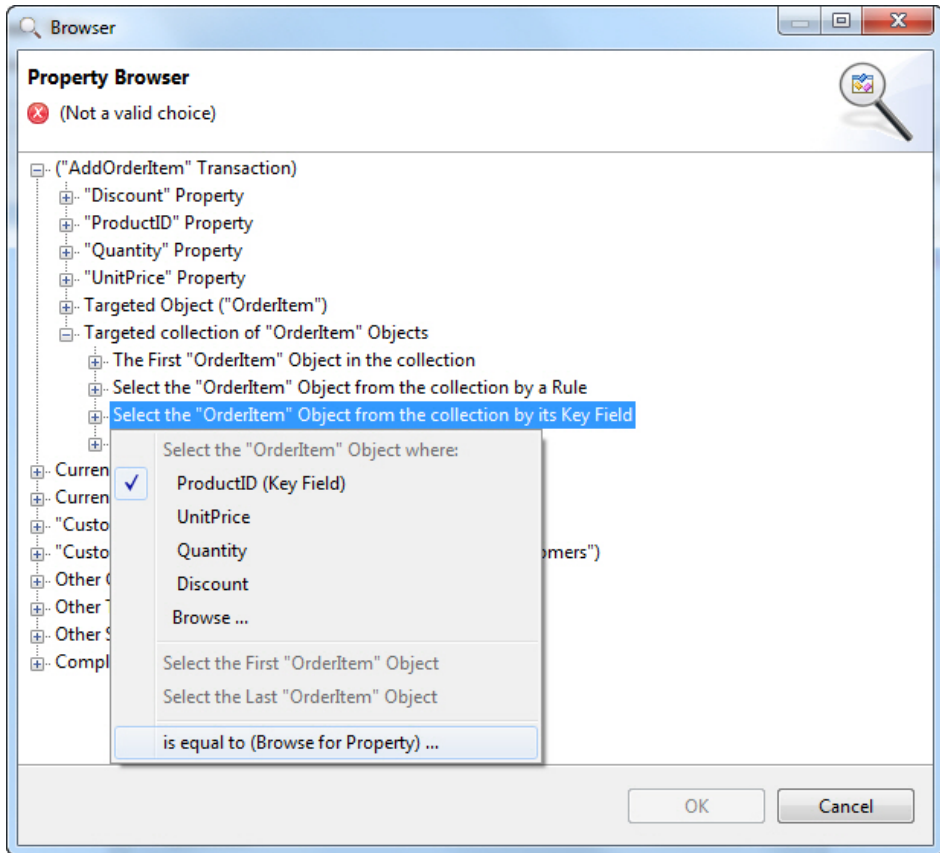 Browser
Property Browser
(Not a valid choice)
("AddOrderItem" Transaction)
"Discount" Property
"ProductID" Property
"Quantity" Property
"UnitPrice" Property
Targeted Object ("OrderItem")
Targeted collection of "OrderItem" Objects
The First "OrderItem" Object in the collection
Select the "OrderItem" Object from the collection by a Rule
Select the "OrderItem" Object from the collection by its Key Field
Select the "OrderItem" Object where:
Curren
ProductID (Key Field)
Curren
UnitPrice
"Custo
Quantity
"Custo
omers")
Other
Discount
Other
Browse ...
Other
Compl
Select the First "OrderItem" Object
Select the Last "OrderItem" Object
is equal to (Browse for Property) ...
OK
Cancel